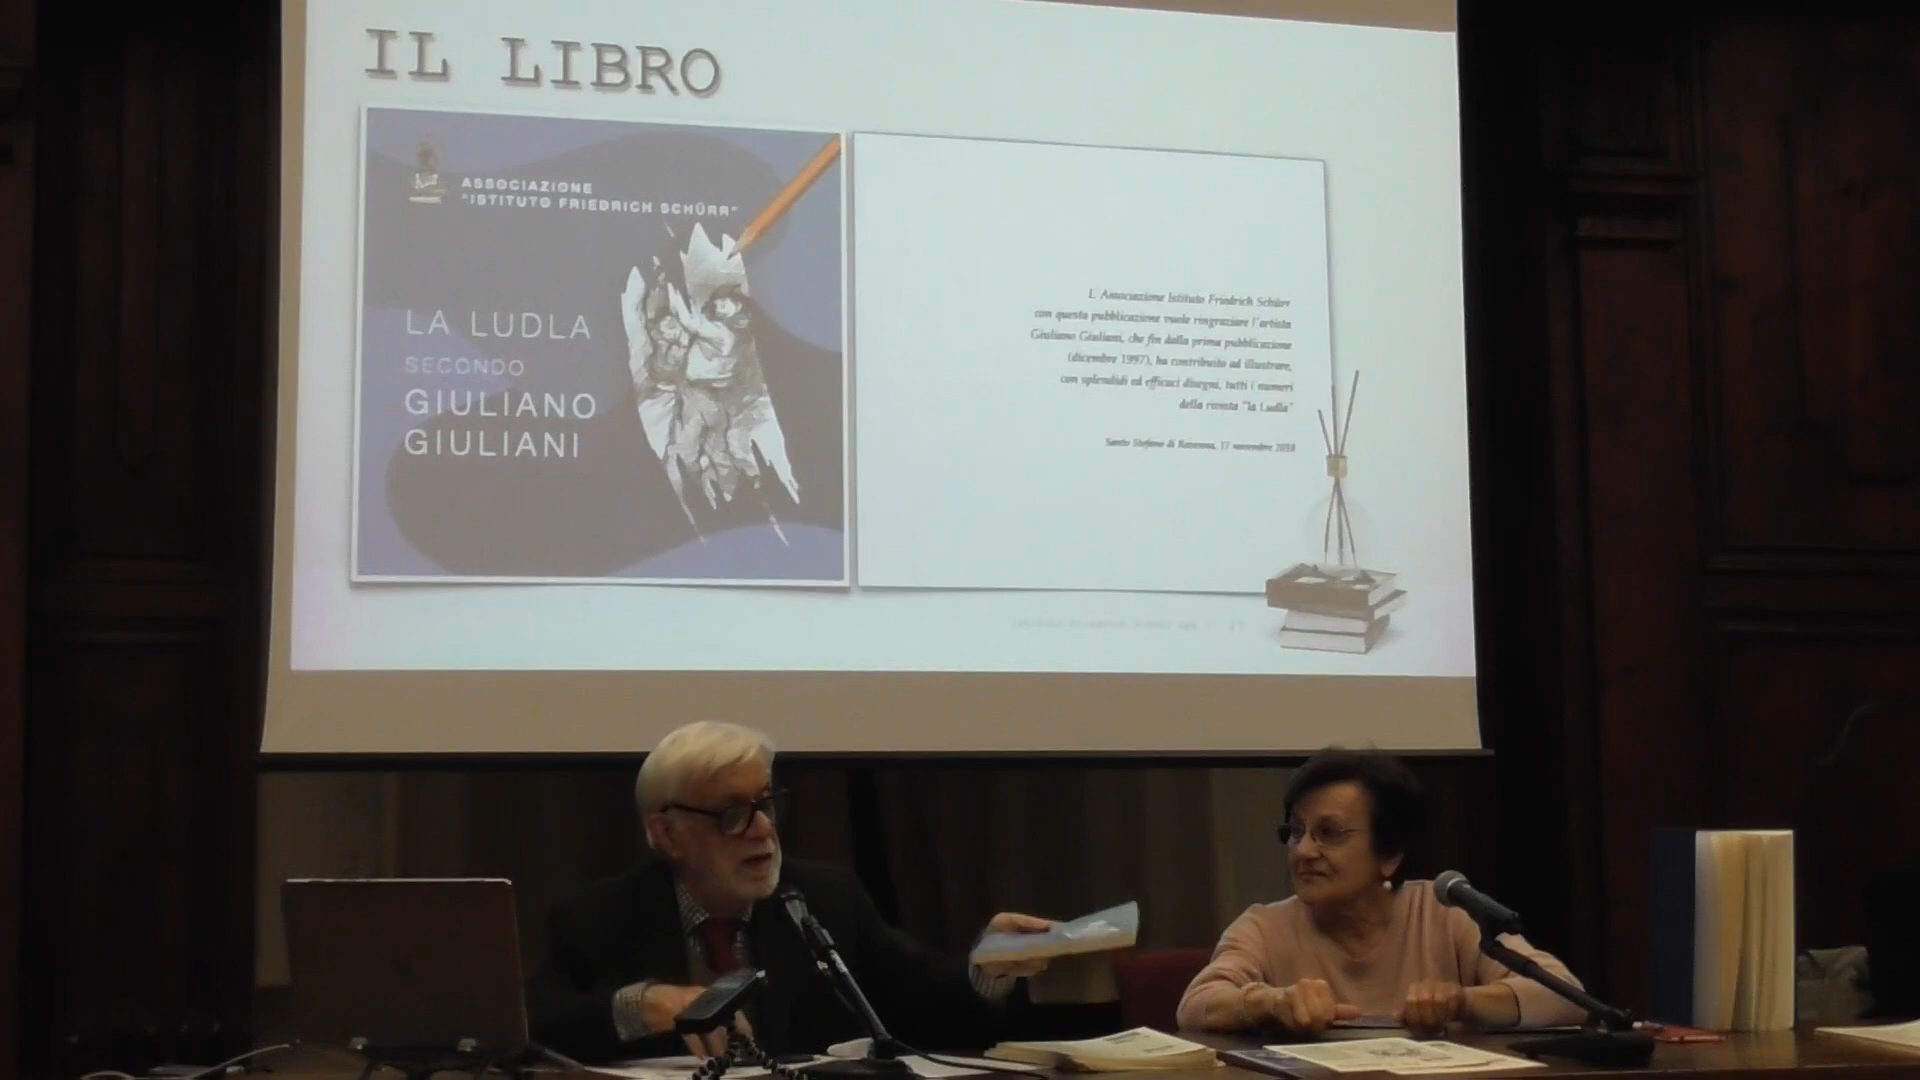 IL LIBRO
ASSOCIAZIONE
"ISTITUTO FRIEDRICH SCHÜRR"
LA LUDLA
SECONDO
GIULIANO
GIULIANI
L'Associazione Istituto Friedrich Schürr
con questa pubblicazione vuole ringraziare l'artista
Giuliano Giuliani, che fin dalla prima pubblicazione
(dicembre 1997), ha contribuito ad illustrare,
con splendidi ed efficaci disegni, tutti i numeri
della rivista "la Ludla"
Santo Stefano di Ravenna, 17 novembre 2018